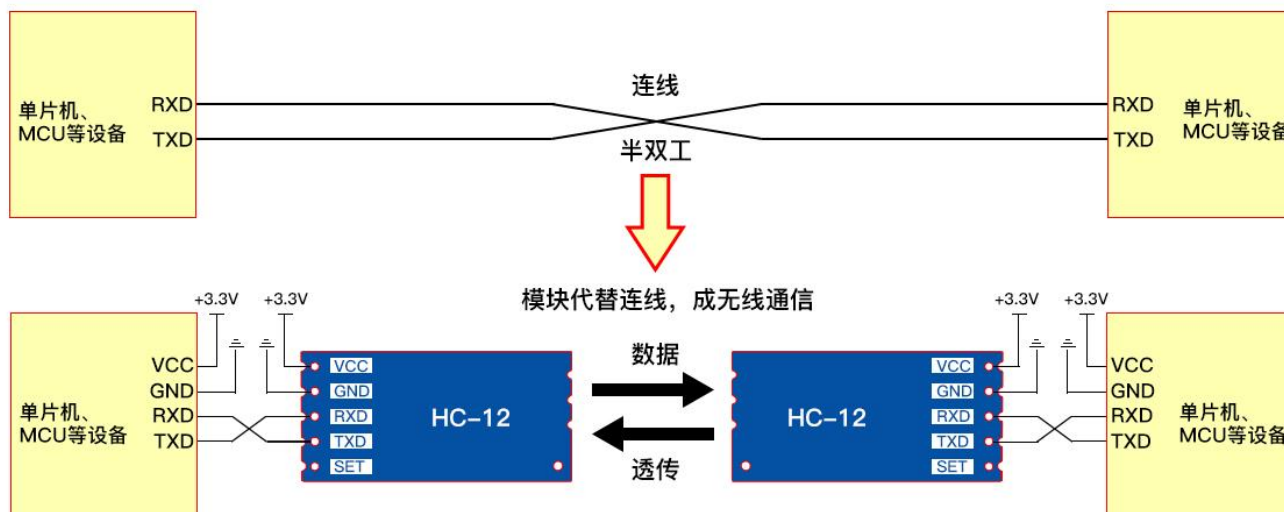 连线
单片机、
MCU等设备
RXD
TXD
RXD
TXD
单片机、
MCU等设备
半双工
模块代替连线，成无线通信
+3.3V
+3.3V
单片机、
MCU等设备
VCC
GND
RXD
TXD
VCC
GND
RXD
TXD
SET
HC-12
数据
透传
HC-12
VCC
GND
RXD
TXD
SET
+3.3V
+3.3V
VCC
GND
RXD
TXD
单片机、
MCU等设备